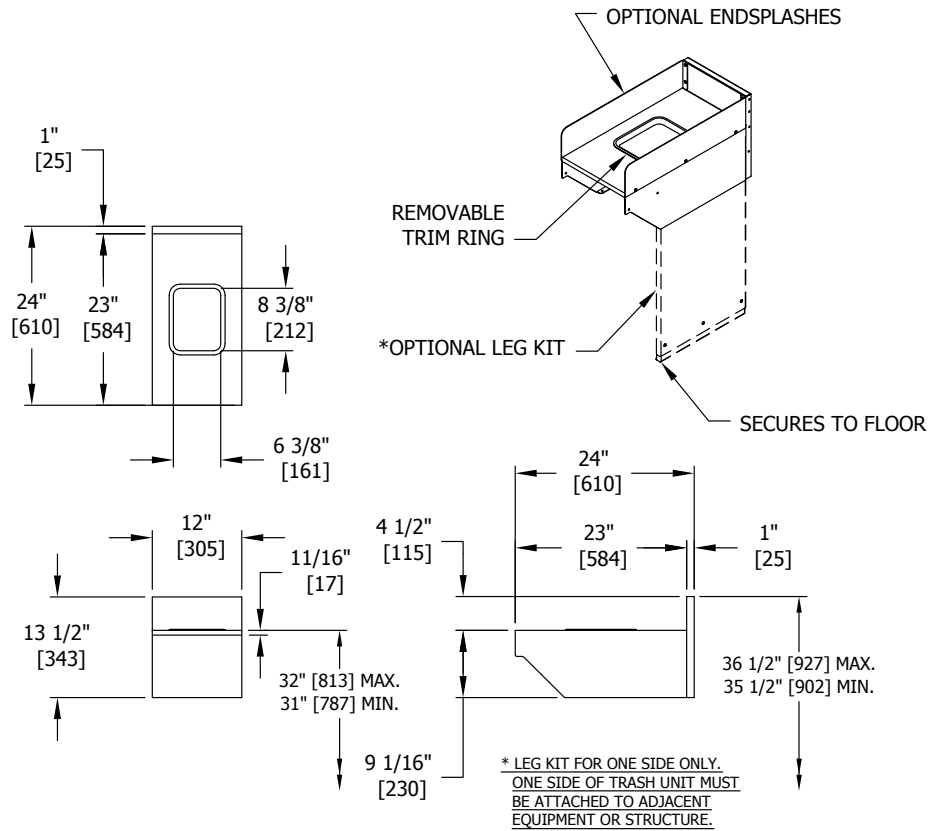 OPTIONAL ENDSPLASHES
1"
[25]
REMOVABLE
TRIM RING
24"
[610]
23"
[584]
8 3/8"
[212]
*OPTIONAL LEG KIT
SECURES TO FLOOR
6 3/8"
[161]
24"
[610]
12"
[305]
4 1/2"
[115]
23"
[584]
1"
[25]
11/16"
[17]
13 1/2"
[343]
32" [813] MAX.
31" [787] MIN.
36 1/2" [927] MAX.
35 1/2" [902] MIN.
9 1/16"
[230]
* LEG KIT FOR ONE SIDE ONLY.
ONE SIDE OF TRASH UNIT MUST
BE ATTACHED TO ADJACENT
EQUIPMENT OR STRUCTURE.